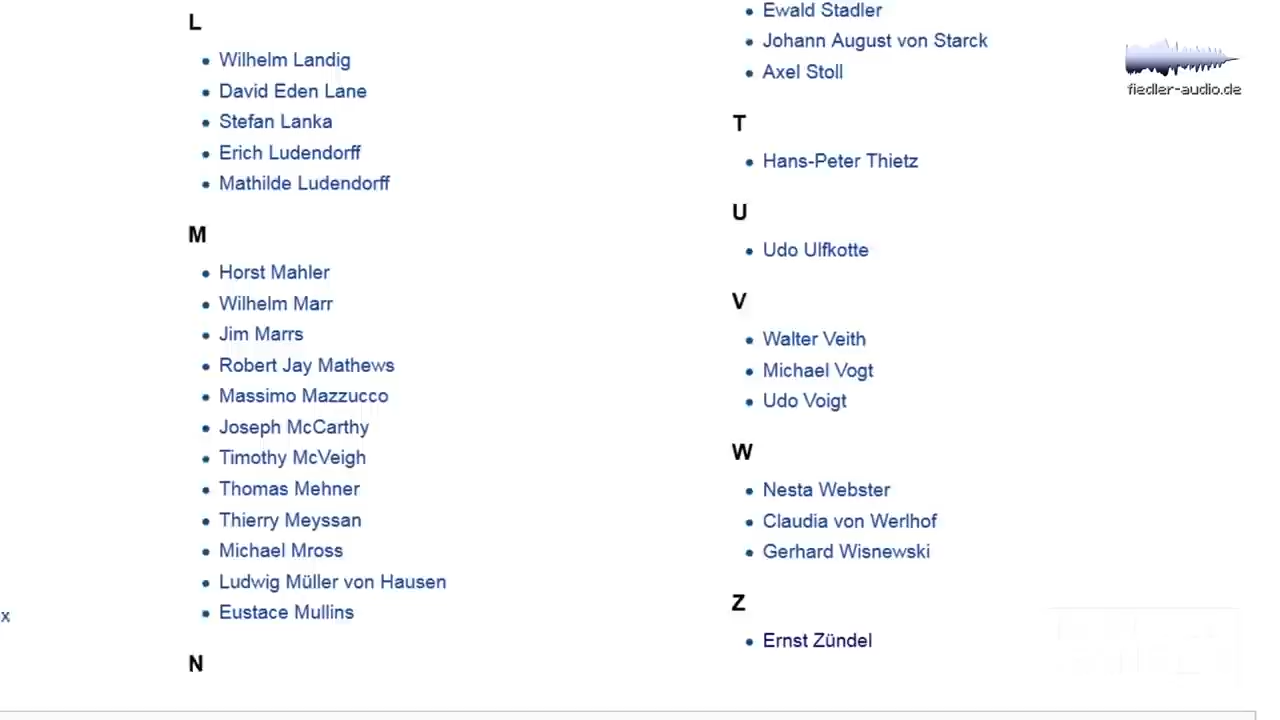 L
Wilhelm Landig
David Eden Lane
Stefan Lanka
Erich Ludendorff
Mathilde Ludendorff
M
Horst Mahler
Wilhelm Marr
Jim Marrs
Robert Jay Mathews
Massimo Mazzucco
Joseph McCarthy
Timothy McVeigh
Thomas Mehner
Thierry Meyssan
Michael Mross
Ludwig Müller von Hausen
Eustace Mullins
N
x
Ewald Stadler
Johann August von Starck
Axel Stoll
T
Hans-Peter Thietz
U
Udo Ulfkotte
V
Walter Veith
Michael Vogt
Udo Voigt
W
Nesta Webster
Claudia von Werlhof
Gerhard Wisnewski
Z
Ernst Zündel
fiedler-audio.de